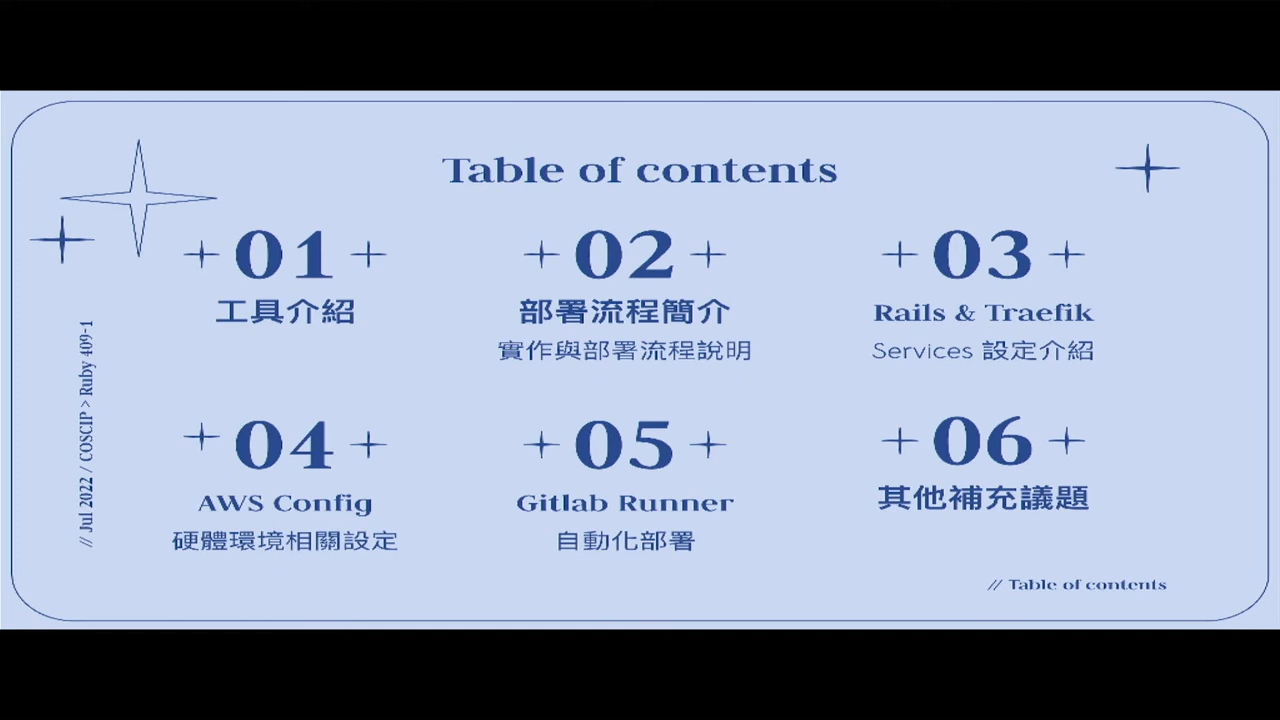 Table of contents
01
工具介紹
02
部署流程簡介
實作與部署流程說明
03
Rails & Traefik
Services 設定介紹
04
AWS Config
硬體環境相關設定
05
Gitlab Runner
自動化部署
06
其他補充議題
// Jul 2022 / COSCIP > Ruby 409-1
// Table of contents